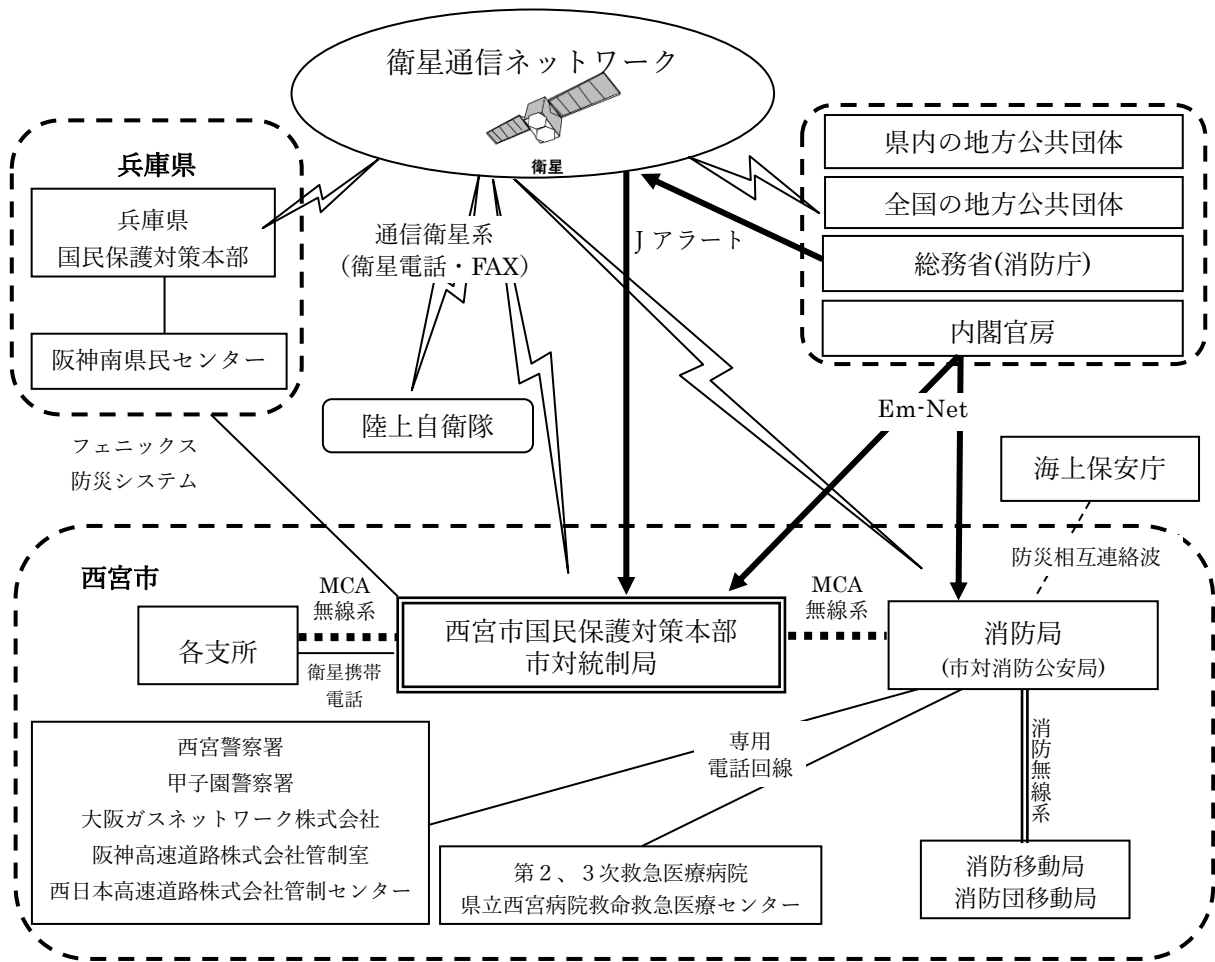 衛星通信ネットワーク
衛星
兵庫県
兵庫県
国民保護対策本部
阪神南県民センター
フェニックス
防災システム
通信衛星系
（衛星電話・FAX）
陸上自衛隊
Jアラート
県内の地方公共団体
全国の地方公共団体
総務省(消防庁)
内閣官房
Em-Net
海上保安庁
防災相互連絡波
西宮市
各支所
MCA
無線系
衛星携帯
電話
西宮市国民保護対策本部
市対統制局
MCA
無線系
消防局
(市対消防公安局)
西宮警察署
甲子園警察署
大阪ガスネットワーク株式会社
阪神高速道路株式会社管制室
西日本高速道路株式会社管制センター
専用
電話回線
第２、３次救急医療病院
県立西宮病院救命救急医療センター
消防無線系
消防移動局
消防団移動局